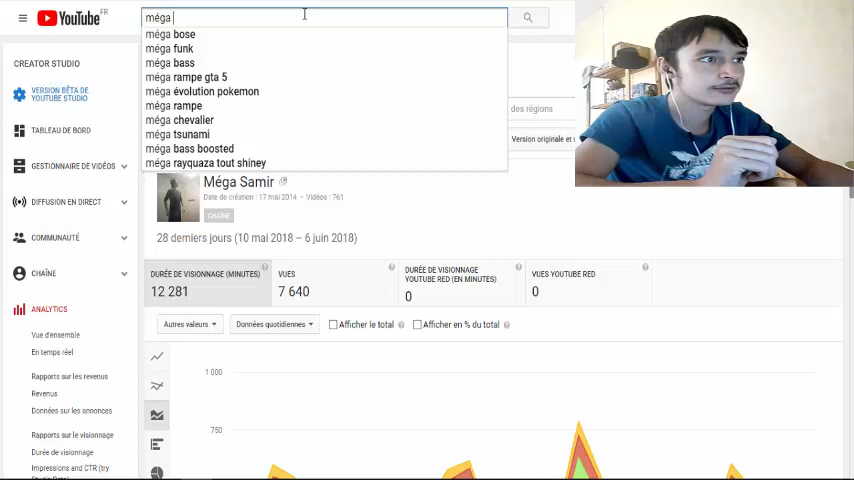 YouTube FR
méga
méga bose
méga funk
méga bass
méga rampe gta 5
méga évolution pokemon
méga rampe
méga chevalier
méga tsunami
méga bass boosted
méga rayquaza tout shiney
CREATOR STUDIO
VERSION BÊTA DE
YOUTUBE STUDIO
TABLEAU DE BORD
GESTIONNAIRE DE VIDÉOS
DIFFUSION EN DIRECT
COMMUNAUTÉ
CHAÎNE
ANALYTICS
Vue d'ensemble
En temps réel
Rapports sur les revenus
Revenus
Données sur les annonces
Rapports sur le visionnage
Durée de visionnage
Impressions and CTR (try
des régions
Version originale et
Méga Samir
Date de création : 17 mai 2014 • Vidéos : 761
CHAÎNE
28 derniers jours (10 mai 2018 – 6 juin 2018)
DURÉE DE VISIONNAGE (MINUTES)
12 281
VUES
7 640
DURÉE DE VISIONNAGE
YOUTUBE RED (EN MINUTES)
0
VUES YOUTUBE RED
0
Autres valeurs
Données quotidiennes
Afficher le total
Afficher en % du total
1 000
750